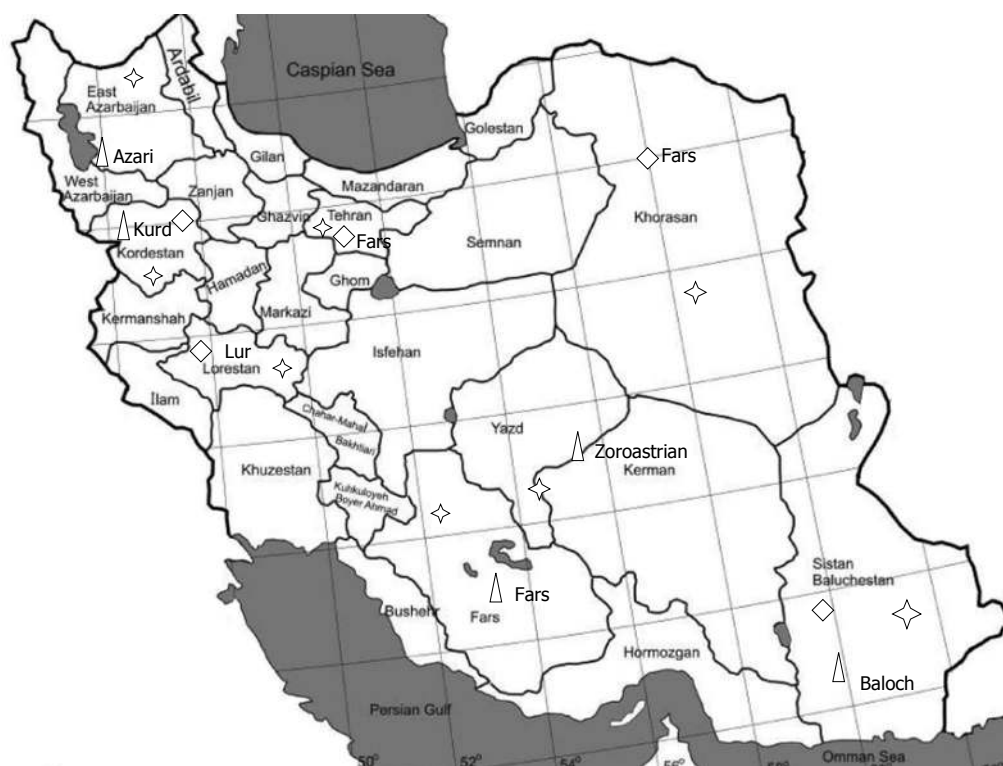 Caspian Sea
Ardabil
East
Azarbaijan
Golestan
Azari
Gilan
Fars
West
Azarbaijan
Zanjan
Mazandaran
Khorasan
Ghazvin
Tehran
Kurd
Fars
Semnan
Kordestan
Hamadan
Ghom
Kermanshah
Markazi
Isfehan
Lur
Lorestan
Ilam
Chahar-Mahal
Bakhtiari
Yazd
Zoroastrian
Khuzestan
Kerman
Kuhkuloyeh
Boyer Ahmad
Sistan
Baluchestan
Fars
Bushehr
Fars
Hormozgan
Baloch
Persian Gulf
50°
52°
54°
56°
Omman Sea